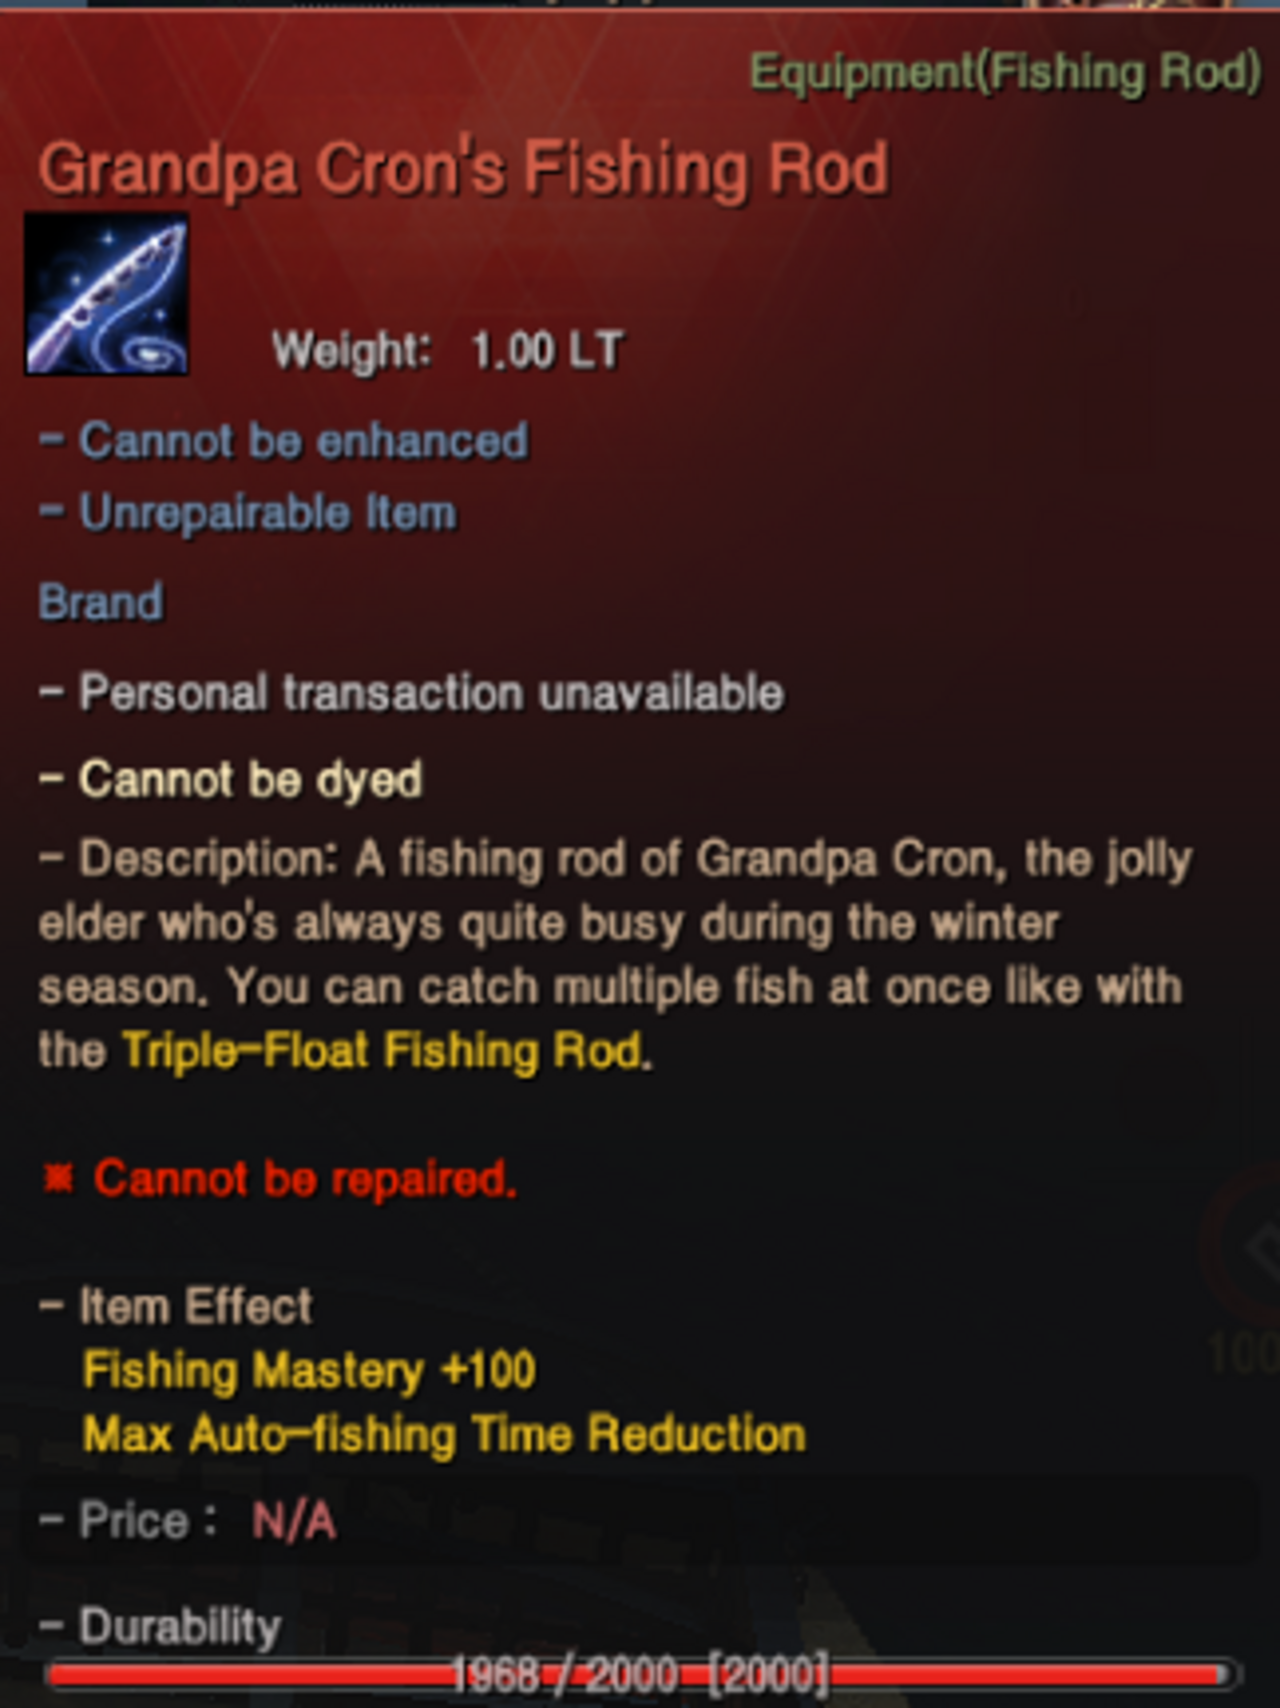 Equipment(Fishing Rod)
Grandpa Cron's Fishing Rod
Weight: 1.00 LT
- Cannot be enhanced
- Unrepairable Item
Brand
- Personal transaction unavailable
- Cannot be dyed
- Description: A fishing rod of Grandpa Cron, the jolly
elder who's always quite busy during the winter
season. You can catch multiple fish at once like with
the Triple-Float Fishing Rod.
※ Cannot be repaired.
- Item Effect
Fishing Mastery +100
Max Auto-fishing Time Reduction
100
- Price : N/A
- Durability
1968 / 2000 [2000]